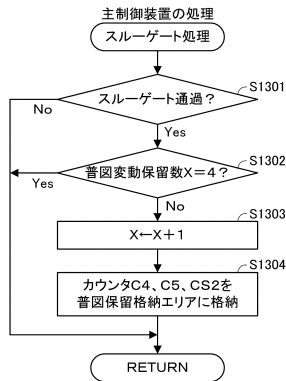 主制御装置の処理
スルーゲート処理
S1301
スルーゲート通過?
No
Yes
S1302
普図変動保留数X=4?
Yes
No
S1303
X←X+1
S1304
カウンタC4、C5、CS2を
普図保留格納エリアに格納
RETURN